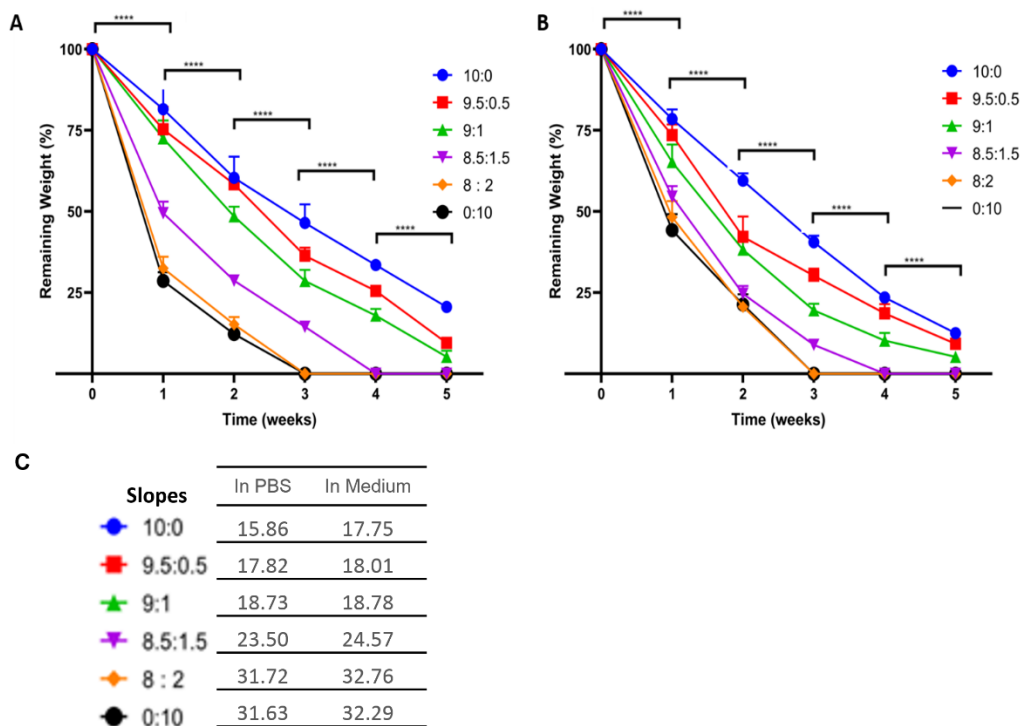 A
****
****
****
****
****
100
75
50
25
Remaining Weight (%)
0 1 2 3 4 5
Time (weeks)
10:0
9.5:0.5
9:1
8.5:1.5
8 : 2
0:10
B
****
****
****
****
****
100
75
50
25
Remaining Weight (%)
0 1 2 3 4 5
Time (weeks)
10:0
9.5:0.5
9:1
8.5:1.5
8:2
0:10
C
Slopes In PBS In Medium
10:0 15.86 17.75
9.5:0.5 17.82 18.01
9:1 18.73 18.78
8.5:1.5 23.50 24.57
8 : 2 31.72 32.76
0:10 31.63 32.29